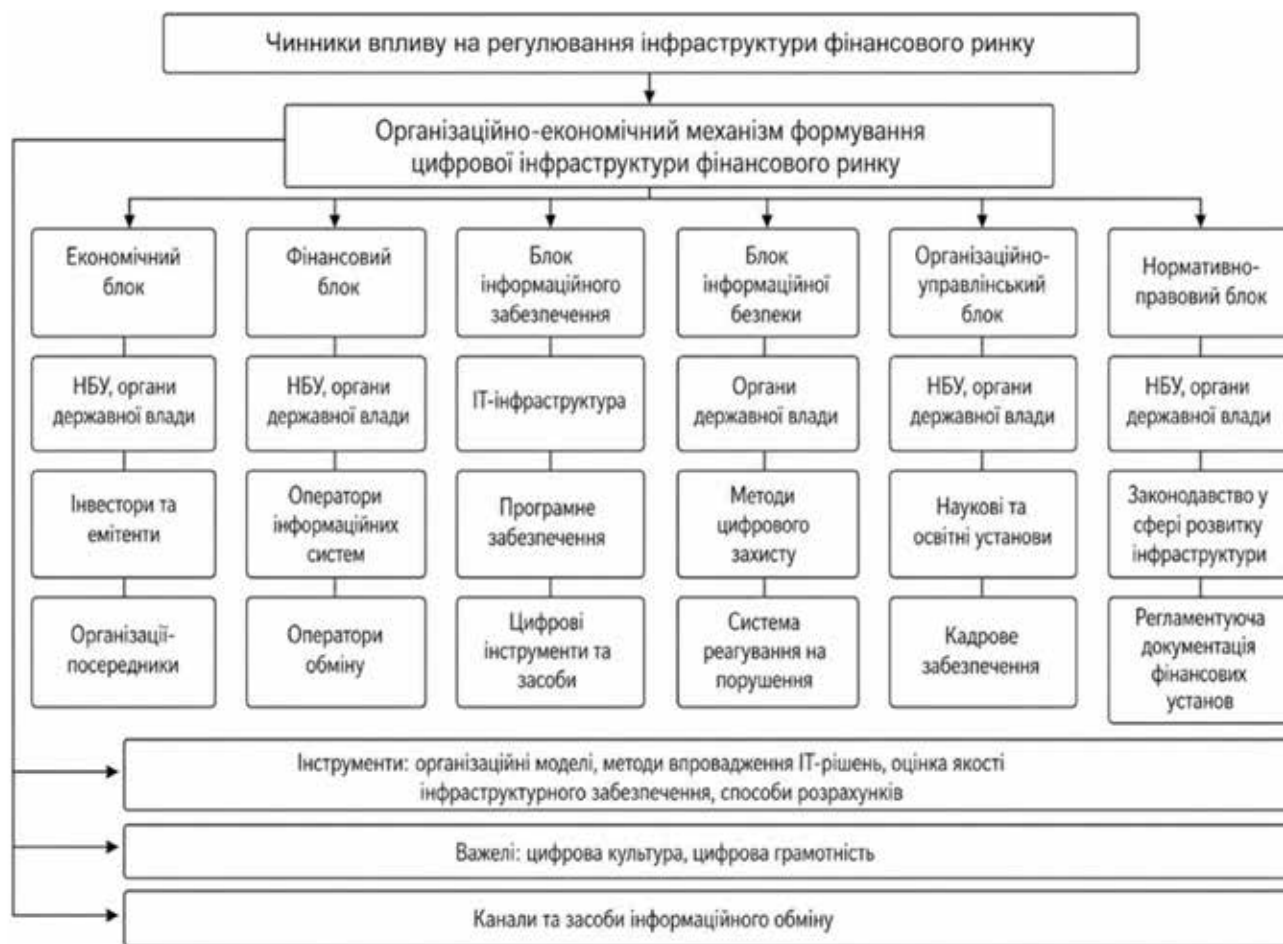 Чинники впливу на регулювання інфраструктури фінансового ринку
Організаційно-економічний механізм формування
цифрової інфраструктури фінансового ринку
Економічний
блок
Фінансовий
блок
Блок
інформаційного
забезпечення
Блок
інформаційної
безпеки
Організаційно-
управлінський
блок
Нормативно-
правовий блок
НБУ, органи
державної влади
НБУ, органи
державної влади
ІТ-інфраструктура
Органи
державної влади
НБУ, органи
державної влади
НБУ, органи
державної влади
Інвестори та
емітенти
Оператори
інформаційних
систем
Програмне
забезпечення
Методи
цифрового
захисту
Наукові та
освітні установи
Законодавство у
сфері розвитку
інфраструктури
Організації-
посередники
Оператори
обміну
Цифрові
інструменти та
засоби
Система
реагування на
порушення
Кадрове
забезпечення
Регламентуюча
документація
фінансових
установ
Інструменти: організаційні моделі, методи впровадження ІТ-рішень, оцінка якості
інфраструктурного забезпечення, способи розрахунків
Важелі: цифрова культура, цифрова грамотність
Канали та засоби інформаційного обміну